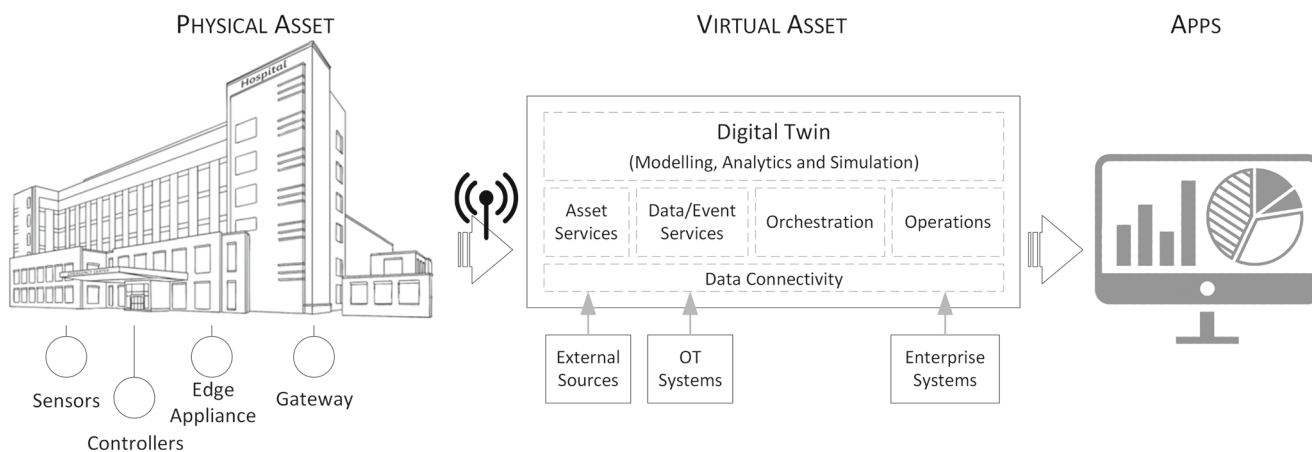 PHYSICAL ASSET
VIRTUAL ASSET
APPS
Hospital
Digital Twin
(Modelling, Analytics and Simulation)
Asset
Services
Data/Event
Services
Orchestration
Operations
Data Connectivity
External
Sources
OT
Systems
Enterprise
Systems
Sensors
Controllers
Edge
Appliance
Gateway